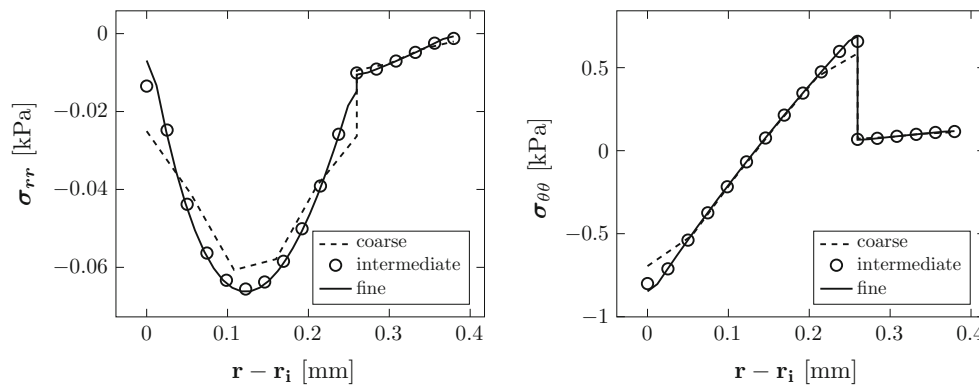 0
−0.02
−0.04
−0.06
σrr [kPa]
coarse
intermediate
fine
0 0.1 0.2 0.3 0.4
r − ri [mm]
0.5
0
−0.5
−1
σθθ [kPa]
coarse
intermediate
fine
0 0.1 0.2 0.3 0.4
r − ri [mm]